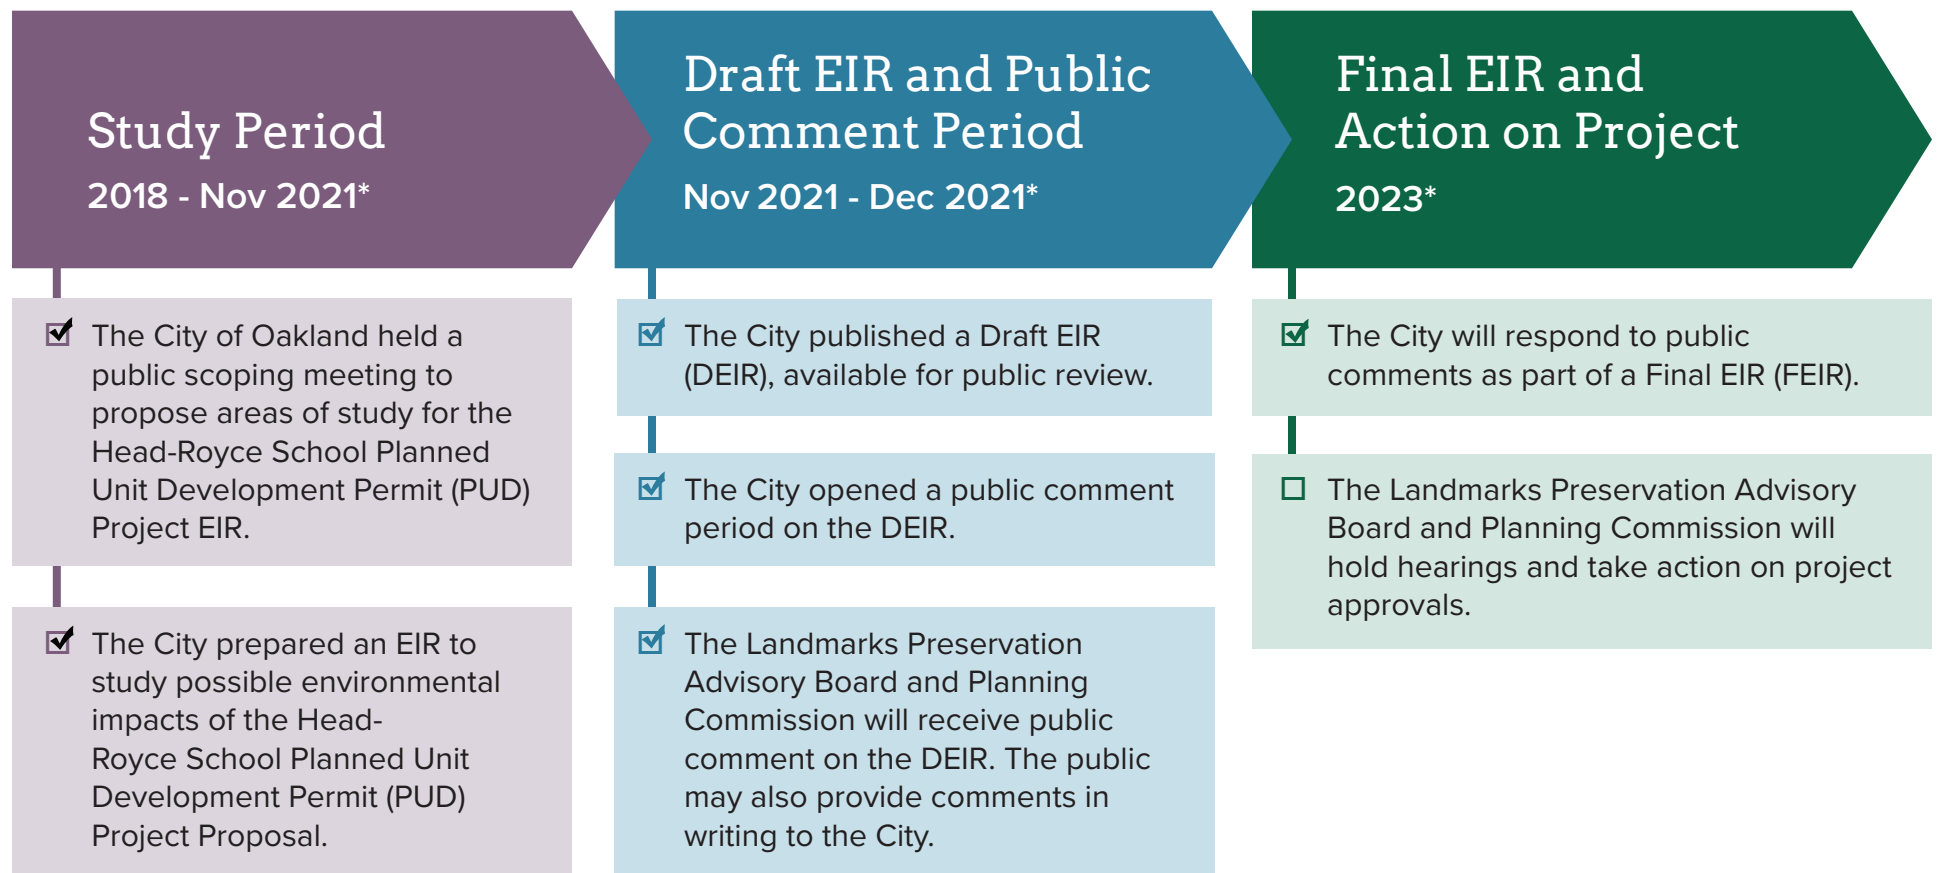 Study Period
2018 - Nov 2021*
The City of Oakland held a
public scoping meeting to
propose areas of study for the
Head-Royce School Planned
Unit Development Permit (PUD)
Project EIR.
The City prepared an EIR to
study possible environmental
impacts of the Head-
Royce School Planned Unit
Development Permit (PUD)
Project Proposal.
Draft EIR and Public
Comment Period
Nov 2021 - Dec 2021*
The City published a Draft EIR
(DEIR), available for public review.
The City opened a public comment
period on the DEIR.
The Landmarks Preservation
Advisory Board and Planning
Commission will receive public
comment on the DEIR. The public
may also provide comments in
writing to the City.
Final EIR and
Action on Project
2023*
The City will respond to public
comments as part of a Final EIR (FEIR).
The Landmarks Preservation Advisory
Board and Planning Commission will
hold hearings and take action on project
approvals.